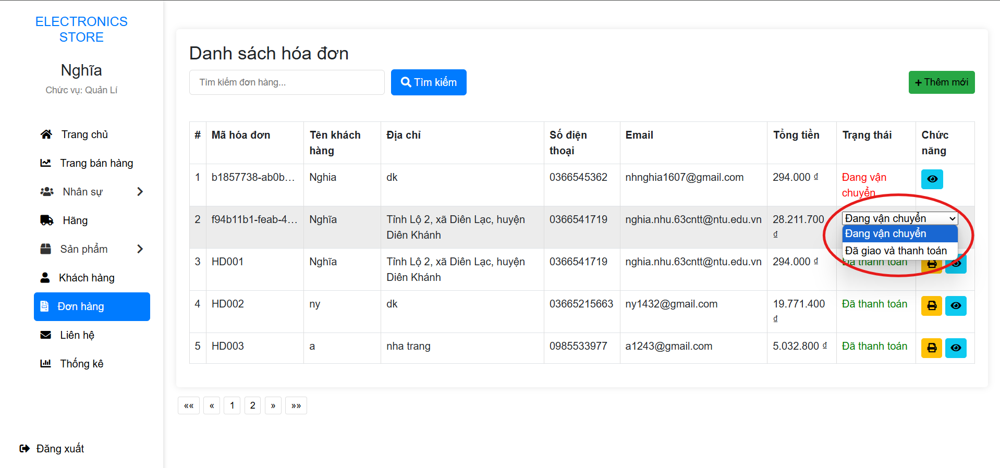 ELECTRONICS
STORE
Nghĩa
Chức vụ: Quản Lí
Trang chủ
Trang bán hàng
Nhân sự
Hãng
Sản phẩm
Khách hàng
Đơn hàng
Liên hệ
Thống kê
Đăng xuất
Danh sách hóa đơn
Tìm kiếm đơn hàng...
Tìm kiếm
+ Thêm mới
# Mã hóa đơn Tên khách hàng Địa chỉ Số điện thoại Email Tổng tiền Trạng thái Chức năng
1 b1857738-ab0b... Nghia dk 0366545362 nhnghia1607@gmail.com 294.000 ₫ Đang vận chuyển
2 f94b11b1-feab-4... Nghĩa Tỉnh Lộ 2, xã Diên Lạc, huyện Diên Khánh 0366541719 nghia.nhu.63cntt@ntu.edu.vn 28.211.700 ₫ Đang vận chuyển
Đang vận chuyển
Đã giao và thanh toán
3 HD001 Nghĩa Tỉnh Lộ 2, xã Diên Lạc, huyện Diên Khánh 0366541719 nghia.nhu.63cntt@ntu.edu.vn 294.000 ₫ Đã thanh toán
4 HD002 ny dk 03665215663 ny1432@gmail.com 19.771.400 ₫ Đã thanh toán
5 HD003 a nha trang 0985533977 a1243@gmail.com 5.032.800 ₫ Đã thanh toán
«« « 1 2 » »»